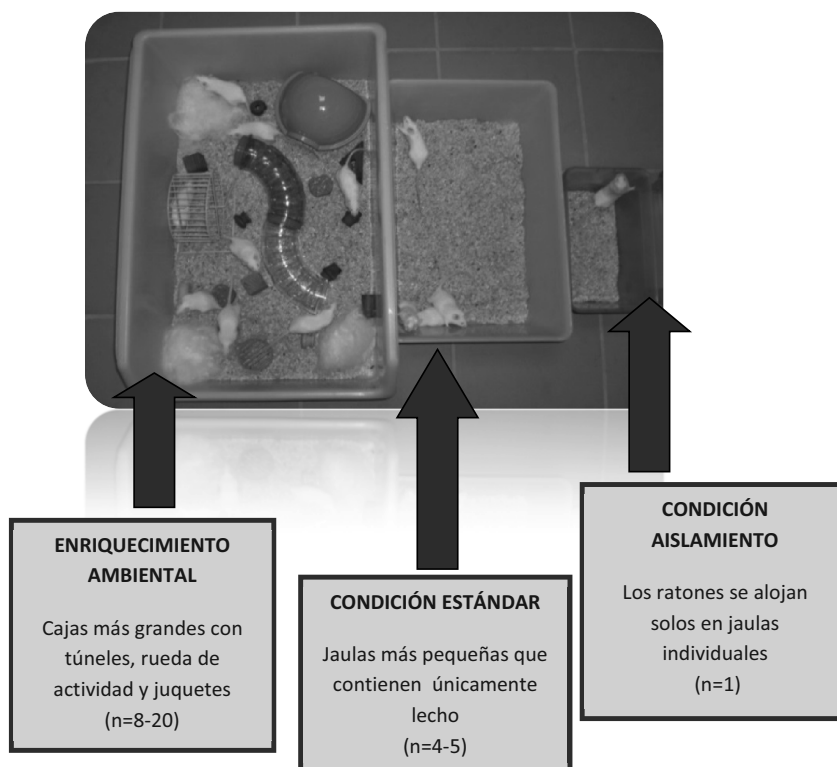 ENRIQUECIMIENTO
AMBIENTAL
Cajas más grandes con
túneles, rueda de
actividad y juquetes
(n=8-20)
CONDICIÓN ESTÁNDAR
Jaulas más pequeñas que
contienen únicamente
lecho
(n=4-5)
CONDICIÓN
AISLAMIENTO
Los ratones se alojan
solos en jaulas
individuales
(n=1)